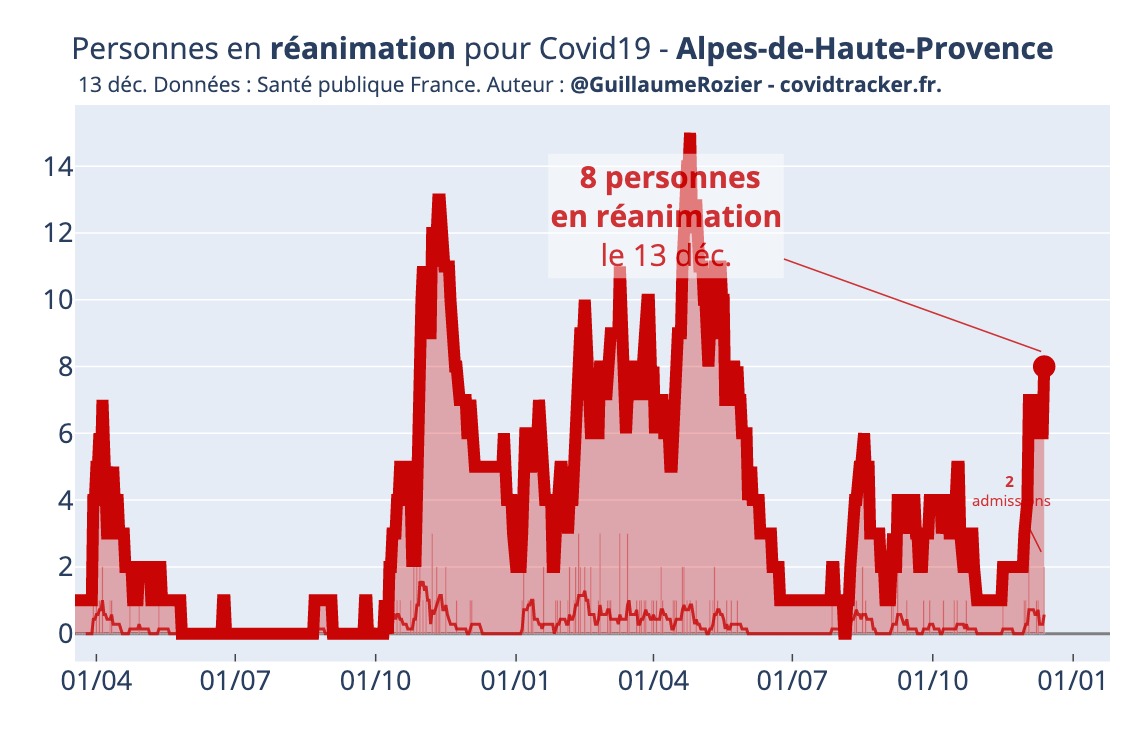 Personnes en réanimation pour Covid19 - Alpes-de-Haute-Provence
13 déc. Données : Santé publique France. Auteur : @GuillaumeRozier - covidtracker.fr.
14
8 personnes
en réanimation
le 13 déc.
12
10
8
6
2
admissions
4
2
0
01/04 01/07 01/10 01/01 01/04 01/07 01/10 01/01